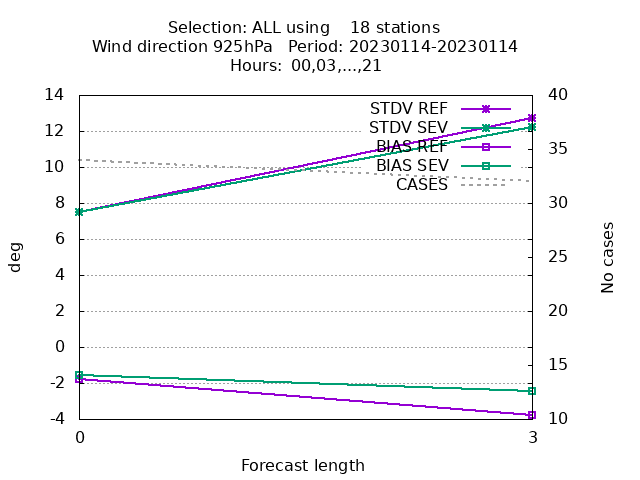 Selection: ALL using    18 stations
Wind direction 925hPa   Period: 20230114-20230114
Hours:  00,03,...,21
14
12
10
8
6
4
2
0
-2
-4
40
35
30
25
20
15
10
STDV REF
STDV SEV
BIAS REF
BIAS SEV
CASES
deg
No cases
0
3
Forecast length